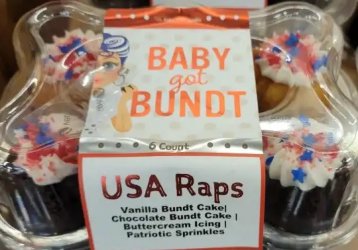 BABY
got
BUNDT
6 Count
USA Raps
Vanilla Bundt Cake|
Chocolate Bundt Cake |
Buttercream Icing |
Patriotic Sprinkles